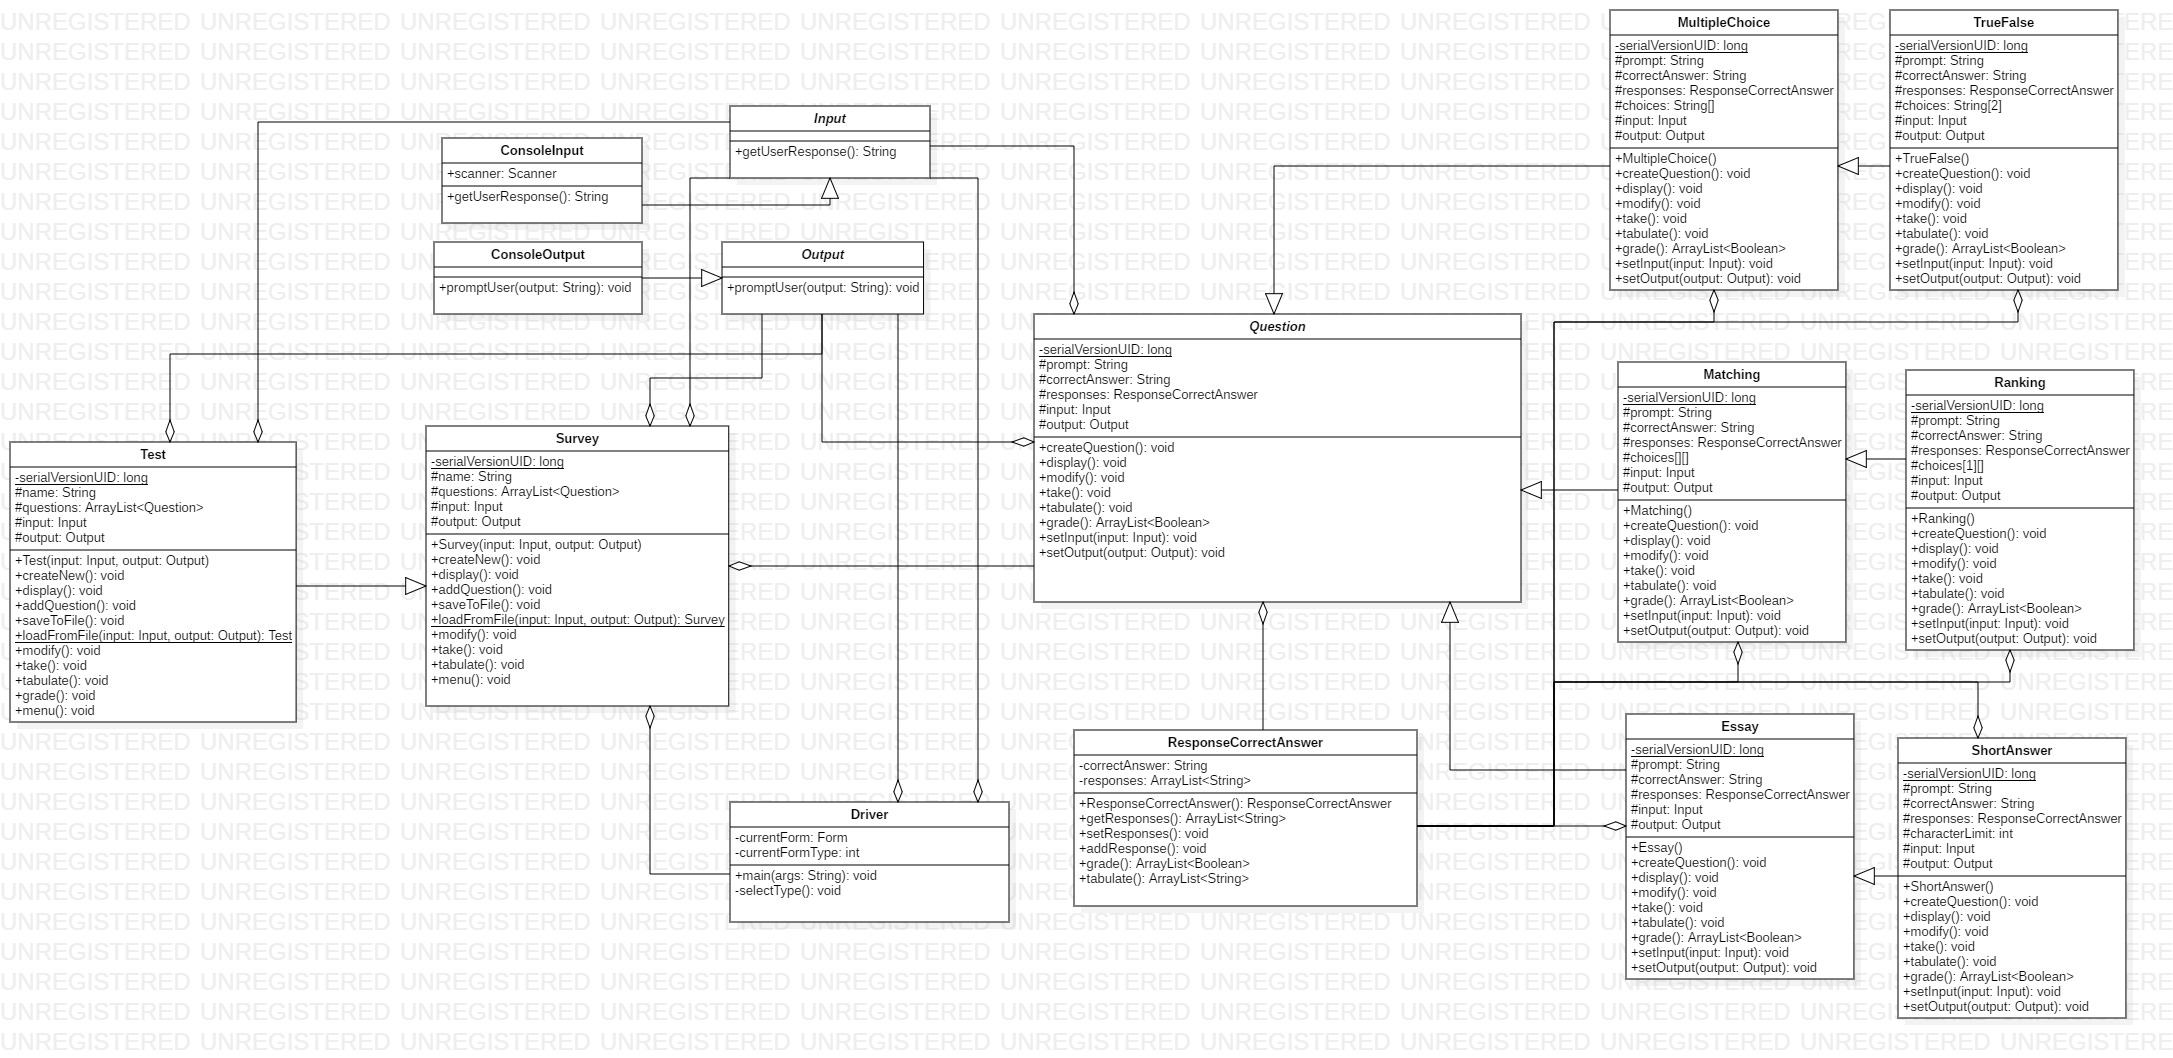 Input
+getUserResponse(): String
ConsoleInput
+scanner: Scanner
+getUserResponse(): String
ConsoleOutput
+promptUser(output: String): void
Output
+promptUser(output: String): void
Test
-serialVersionUID: long
#name: String
#questions: ArrayList<Question>
#input: Input
#output: Output
+Test(input: Input, output: Output)
+createNew(): void
+display(): void
+addQuestion(): void
+saveToFile(): void
+loadFromFile(input: Input, output: Output): Test
+modify(): void
+take(): void
+tabulate(): void
+grade(): void
+menu(): void
Survey
-serialVersionUID: long
#name: String
#questions: ArrayList<Question>
#input: Input
#output: Output
+Survey(input: Input, output: Output)
+createNew(): void
+display(): void
+addQuestion(): void
+saveToFile(): void
+loadFromFile(input: Input, output: Output): Survey
+modify(): void
+take(): void
+tabulate(): void
+menu(): void
Driver
-currentForm: Form
-currentFormType: int
+main(args: String): void
-selectType(): void
Question
-serialVersionUID: long
#prompt: String
#correctAnswer: String
#responses: ResponseCorrectAnswer
#input: Input
#output: Output
+createQuestion(): void
+display(): void
+modify(): void
+take(): void
+tabulate(): void
+grade(): ArrayList<Boolean>
+setInput(input: Input): void
+setOutput(output: Output): void
ResponseCorrectAnswer
-correctAnswer: String
-responses: ArrayList<String>
+ResponseCorrectAnswer(): ResponseCorrectAnswer
+getResponses(): ArrayList<String>
+setResponses(): void
+addResponse(): void
+grade(): ArrayList<Boolean>
+tabulate(): ArrayList<String>
MultipleChoice
-serialVersionUID: long
#prompt: String
#correctAnswer: String
#responses: ResponseCorrectAnswer
#choices: String[]
#input: Input
#output: Output
+MultipleChoice()
+createQuestion(): void
+display(): void
+modify(): void
+take(): void
+tabulate(): void
+grade(): ArrayList<Boolean>
+setInput(input: Input): void
+setOutput(output: Output): void
TrueFalse
-serialVersionUID: long
#prompt: String
#correctAnswer: String
#responses: ResponseCorrectAnswer
#choices: String[2]
#input: Input
#output: Output
+TrueFalse()
+createQuestion(): void
+display(): void
+modify(): void
+take(): void
+tabulate(): void
+grade(): ArrayList<Boolean>
+setInput(input: Input): void
+setOutput(output: Output): void
Matching
-serialVersionUID: long
#prompt: String
#correctAnswer: String
#responses: ResponseCorrectAnswer
#choices[][]
#input: Input
#output: Output
+Matching()
+createQuestion(): void
+display(): void
+modify(): void
+take(): void
+tabulate(): void
+grade(): ArrayList<Boolean>
+setInput(input: Input): void
+setOutput(output: Output): void
Ranking
-serialVersionUID: long
#prompt: String
#correctAnswer: String
#responses: ResponseCorrectAnswer
#choices[1][]
#input: Input
#output: Output
+Ranking()
+createQuestion(): void
+display(): void
+modify(): void
+take(): void
+tabulate(): void
+grade(): ArrayList<Boolean>
+setInput(input: Input): void
+setOutput(output: Output): void
Essay
-serialVersionUID: long
#prompt: String
#correctAnswer: String
#responses: ResponseCorrectAnswer
#input: Input
#output: Output
+Essay()
+createQuestion(): void
+display(): void
+modify(): void
+take(): void
+tabulate(): void
+grade(): ArrayList<Boolean>
+setInput(input: Input): void
+setOutput(output: Output): void
ShortAnswer
-serialVersionUID: long
#prompt: String
#correctAnswer: String
#responses: ResponseCorrectAnswer
#characterLimit: int
#input: Input
#output: Output
+ShortAnswer()
+createQuestion(): void
+display(): void
+modify(): void
+take(): void
+tabulate(): void
+grade(): ArrayList<Boolean>
+setInput(input: Input): void
+setOutput(output: Output): void
UNREGISTERED